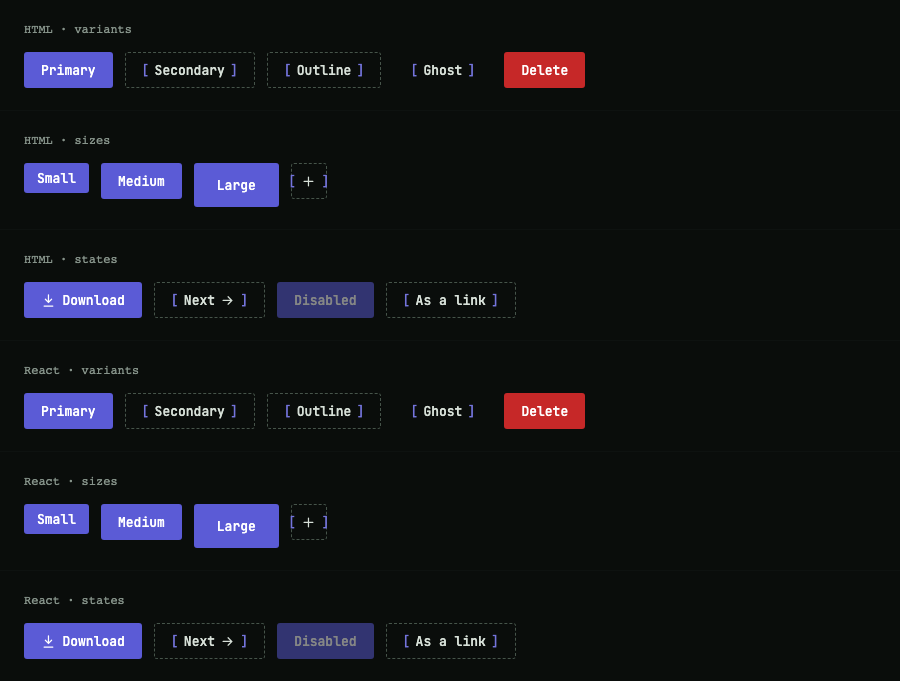 HTML · variants
Primary [ Secondary ] [ Outline ] [ Ghost ] Delete
HTML · sizes
Small Medium Large [ + ]
HTML · states
Download [ Next → ] Disabled [ As a link ]
React · variants
Primary [ Secondary ] [ Outline ] [ Ghost ] Delete
React · sizes
Small Medium Large [ + ]
React · states
Download [ Next → ] Disabled [ As a link ]